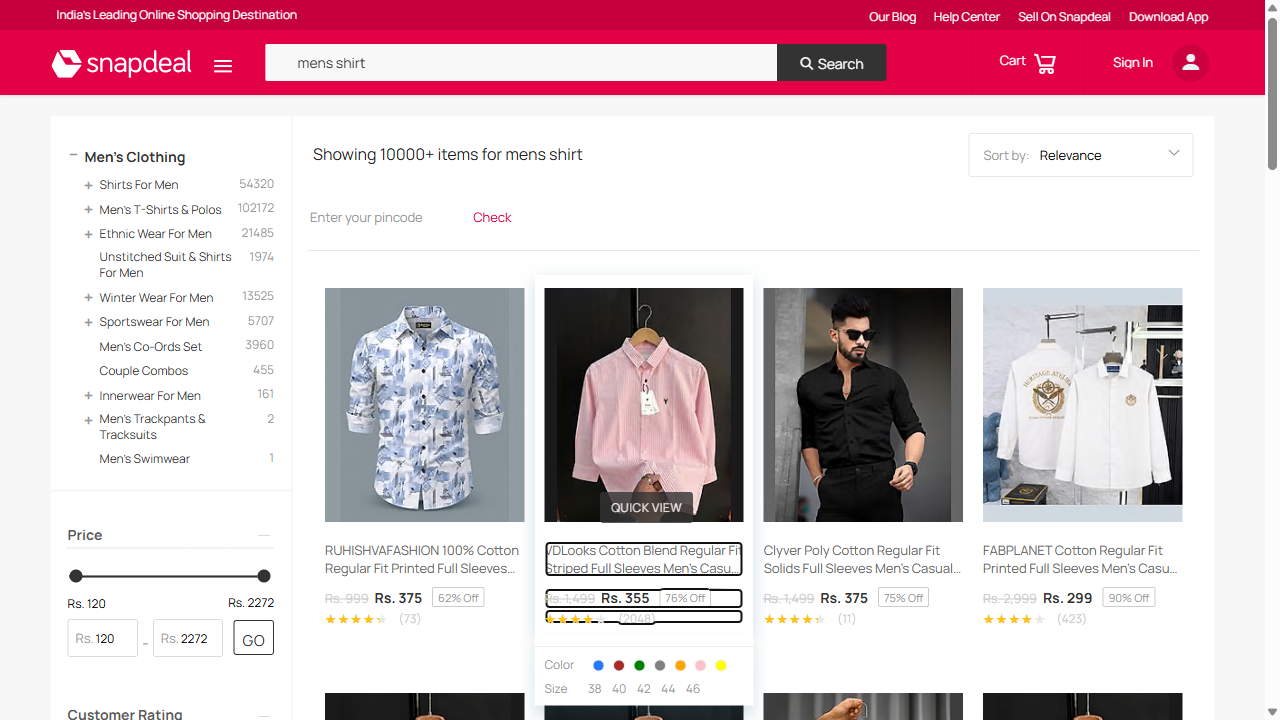 India's Leading Online Shopping Destination
Our Blog Help Center Sell On Snapdeal Download App
snapdeal
mens shirt
Search
Cart
Sign In
Men's Clothing
Shirts For Men 54320
Men's T-Shirts & Polos 102172
Ethnic Wear For Men 21485
Unstitched Suit & Shirts 1974
For Men
Winter Wear For Men 13525
Sportswear For Men 5707
Men's Co-Ords Set 3960
Couple Combos 455
Innerwear For Men 161
Men's Trackpants & 2
Tracksuits
Men's Swimwear 1
Price
Rs. 120 Rs. 2272
Rs. 120 - Rs. 2272 GO
Customer Rating
Showing 10000+ items for mens shirt
Sort by: Relevance
Enter your pincode Check
RUHISHVAFASHION 100% Cotton
Regular Fit Printed Full Sleeves...
Rs. 999 Rs. 375 62% Off
(73)
QUICK VIEW
VDLooks Cotton Blend Regular Fit
Striped Full Sleeves Men's Casu...
Rs. 1,499 Rs. 355 76% Off
(2048)
Color
Size 38 40 42 44 46
Clyver Poly Cotton Regular Fit
Solids Full Sleeves Men's Casual...
Rs. 1,499 Rs. 375 75% Off
(11)
HERITAGE
FABPLANET Cotton Regular Fit
Printed Full Sleeves Men's Casu...
Rs. 2,999 Rs. 299 90% Off
(423)